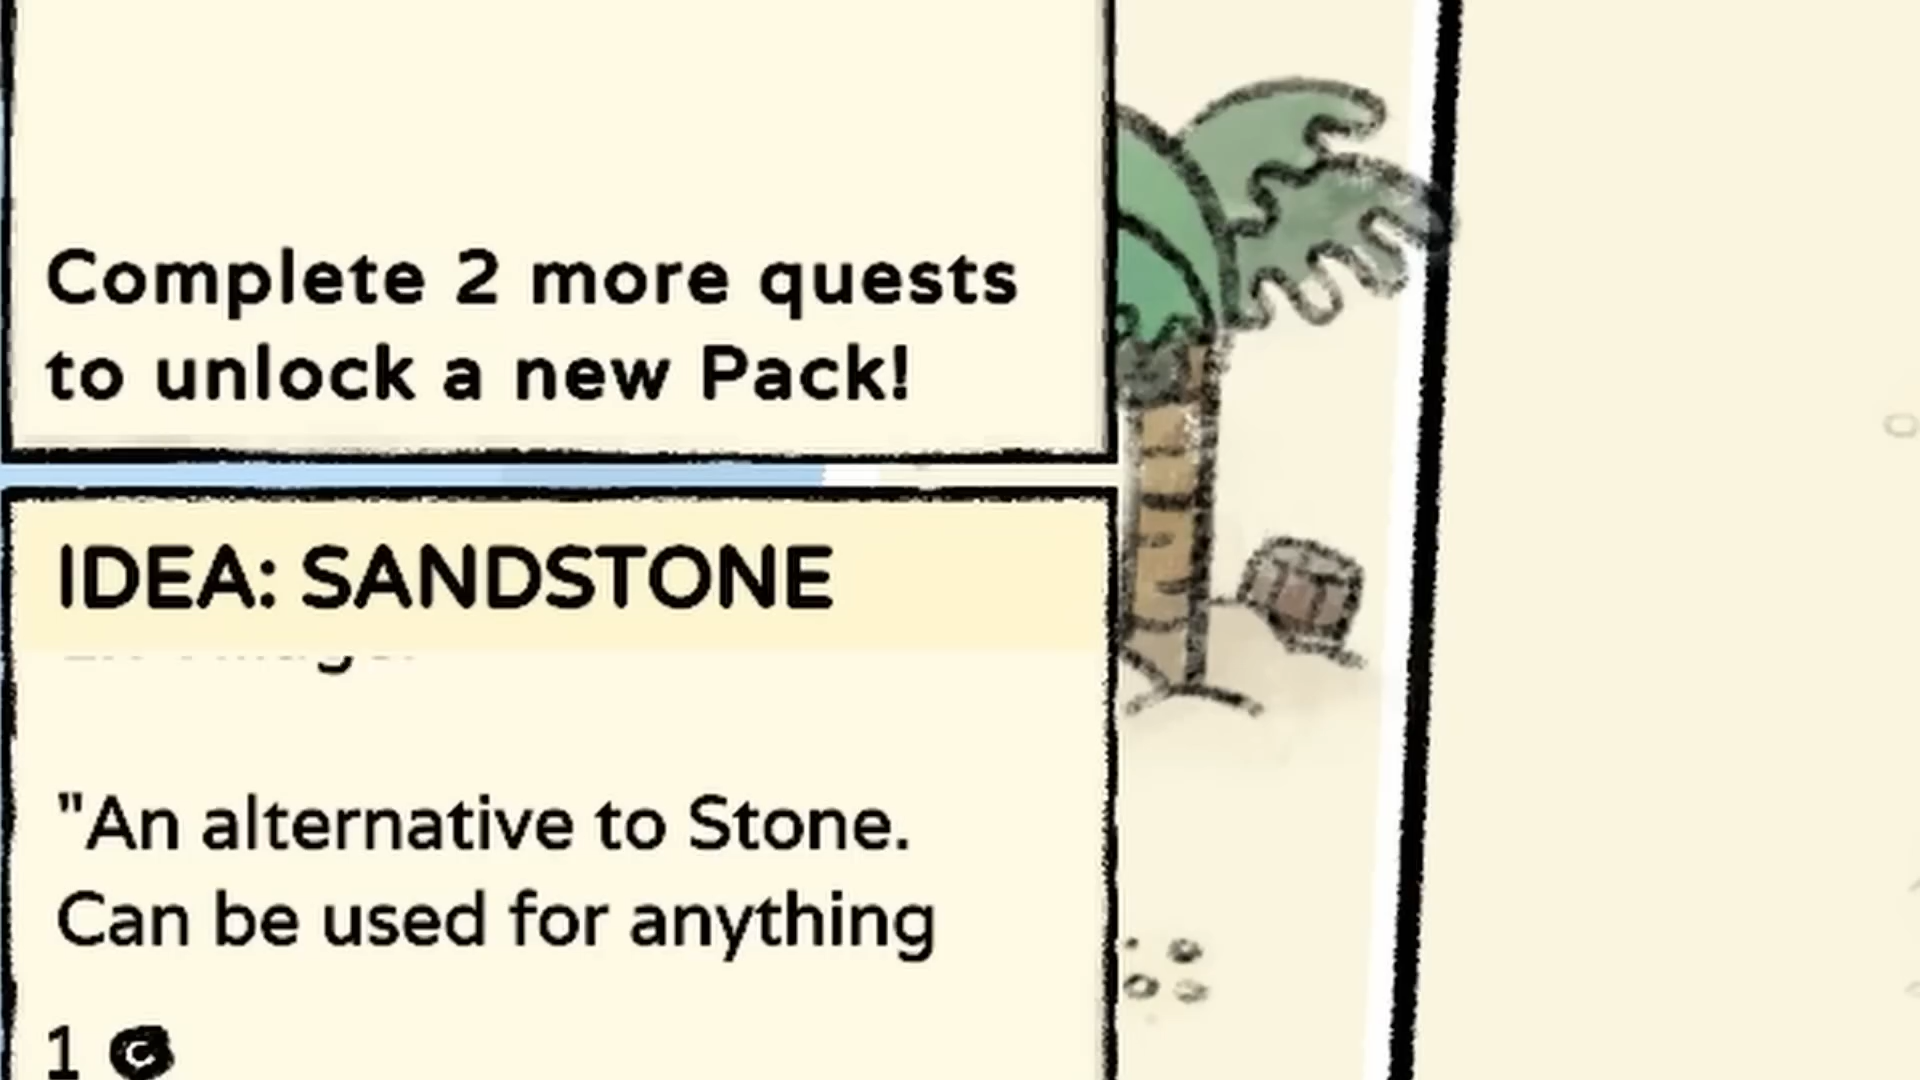 Complete 2 more quests
to unlock a new Pack!
IDEA: SANDSTONE
"An alternative to Stone.
Can be used for anything
1